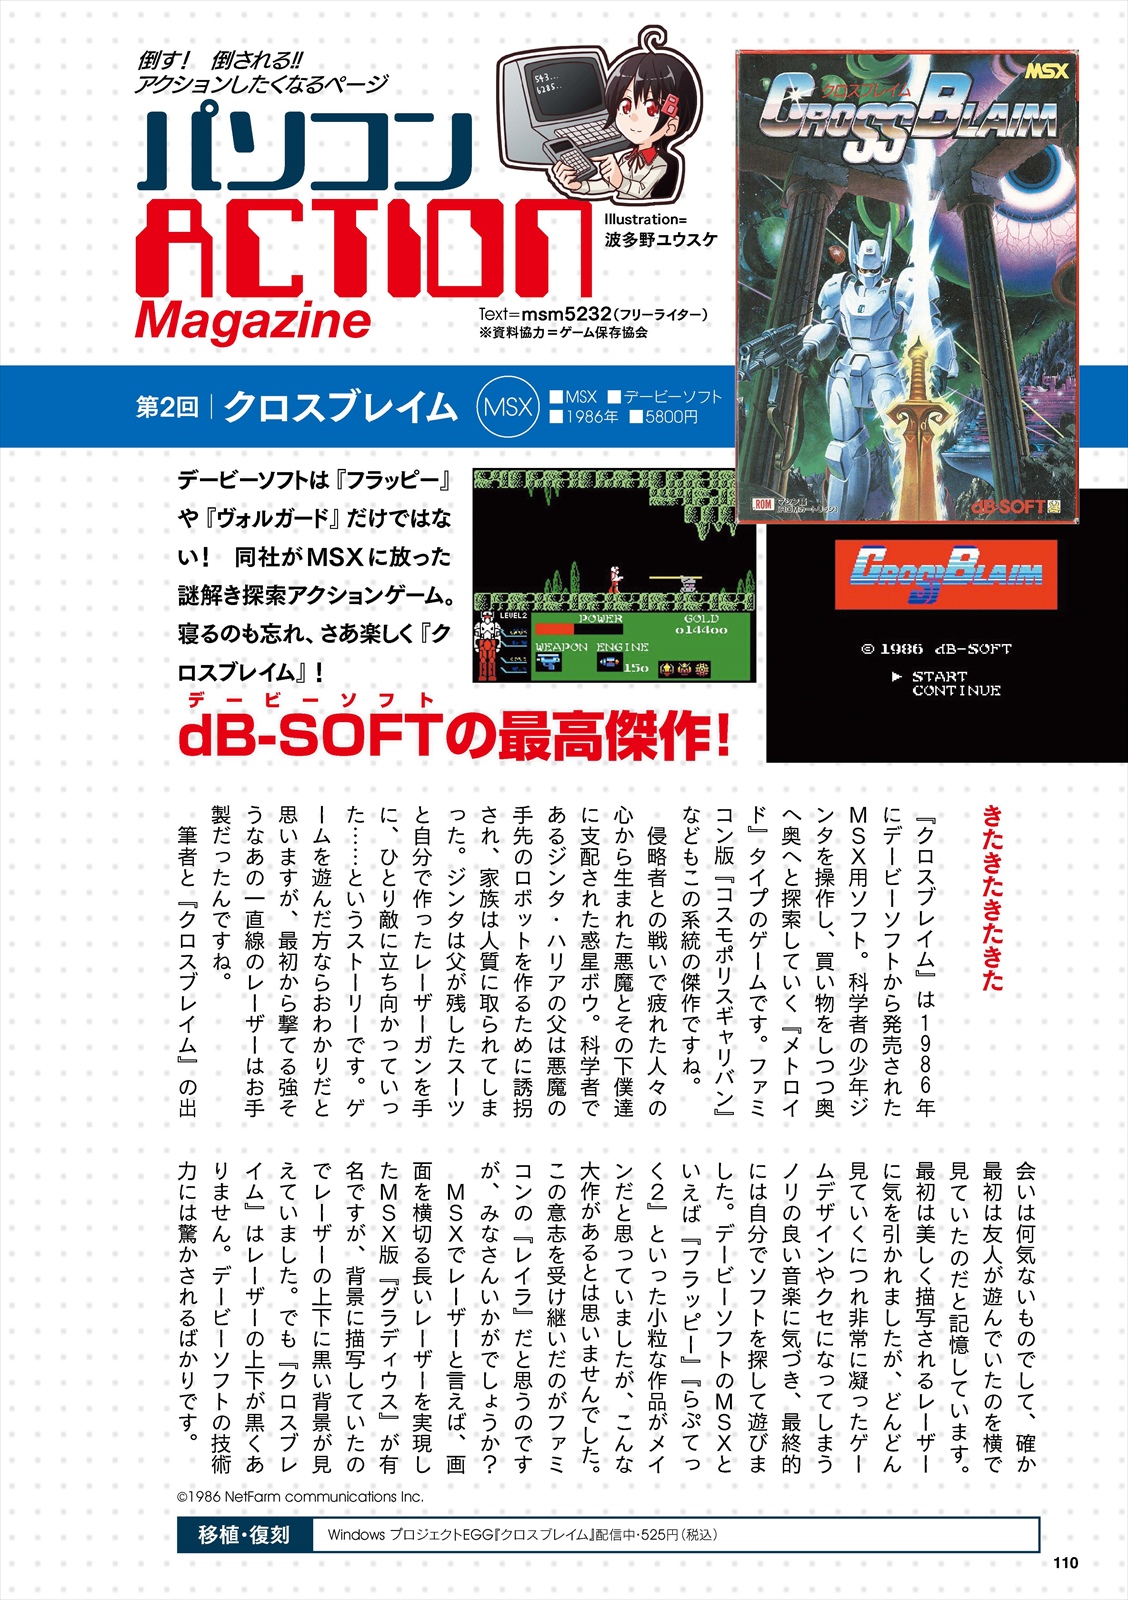 倒す!　倒される!!
アクションしたくなるページ
パソコン
ACTION
Magazine
543...
6285..
Illustration=
波多野ユウスケ
Text=msm5232(フリーライター)
※資料協力=ゲーム保存協会
MSX
クロスブレイム
CROSS BLAIM
ROM
dB-SOFT
第2回 | クロスブレイム
MSX
■MSX ■デービーソフト
■1986年 ■5800円
デービーソフトは『フラッピー』
や『ヴォルガード』だけではな
い!　同社がMSXに放った
謎解き探索アクションゲーム。
寝るのも忘れ、さあ楽しく『ク
ロスブレイム』!
LEVEL2
POWER
GOLD
014400
WEAPON ENGINE
150
CROSS BLAIM
© 1986 dB-SOFT
► START
CONTINUE
デービーソフト
dB-SOFTの最高傑作!
きたきたきたきた
『クロスブレイム』は1986年
にデービーソフトから発売された
MSX用ソフト。科学者の少年ジ
ンタを操作し、買い物をしつつ奥
へ奥へと探索していく『メトロイ
ド』タイプのゲームです。ファミ
コン版『コスモポリスギャリバン』
などもこの系統の傑作ですね。
侵略者との戦いで疲れた人々の
心から生まれた悪魔とその下僕達
に支配された惑星ボウ。科学者で
あるジンタ・ハリアの父は悪魔の
手先のロボットを作るために誘拐
され、家族は人質に取られてしま
った。ジンタは父が残したスーツ
と自分で作ったレーザーガンを手
に、ひとり敵に立ち向かっていっ
た……というストーリーです。ゲ
ームを遊んだ方ならおわかりだと
思いますが、最初から撃てる強そ
うなあの一直線のレーザーはお手
製だったんですね。
筆者と『クロスブレイム』の出
会いは何気ないものでして、確か
最初は友人が遊んでいたのを横で
見ていたのだと記憶しています。
最初は美しく描写されるレーザー
に気を引かれましたが、どんどん
見ていくにつれ非常に凝ったゲー
ムデザインやクセになってしまう
ノリの良い音楽に気づき、最終的
には自分でソフトを探して遊びま
した。デービーソフトのMSXと
いえば『フラッピー』『らぷてっ
く2』といった小粒な作品がメイ
ンだと思っていましたが、こんな
大作があるとは思いませんでした。
この意志を受け継いだのがファミ
コンの『レイラ』だと思うのです
が、みなさんいかがでしょうか?
MSXでレーザーと言えば、画
面を横切る長いレーザーを実現し
たMSX版『グラディウス』が有
名ですが、背景に描写していたの
でレーザーの上下に黒い背景が見
えていました。でも『クロスブレ
イム』はレーザーの上下が黒くあ
りません。デービーソフトの技術
力には驚かされるばかりです。
©1986 NetFarm communications Inc.
移植・復刻
Windows プロジェクトEGG『クロスブレイム』配信中・525円(税込)
110